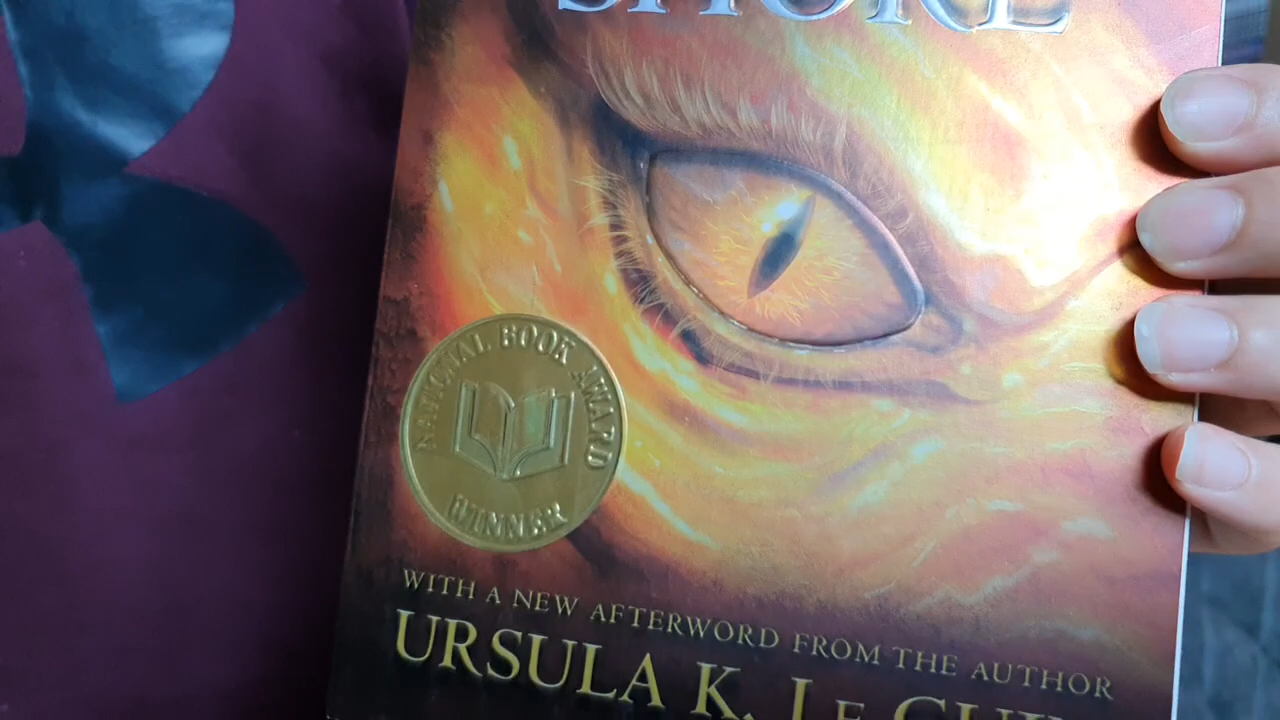 SHORE
NATIONAL BOOK AWARD
WINNER
WITH A NEW AFTERWORD FROM THE AUTHOR
URSULA K. LE GUIN